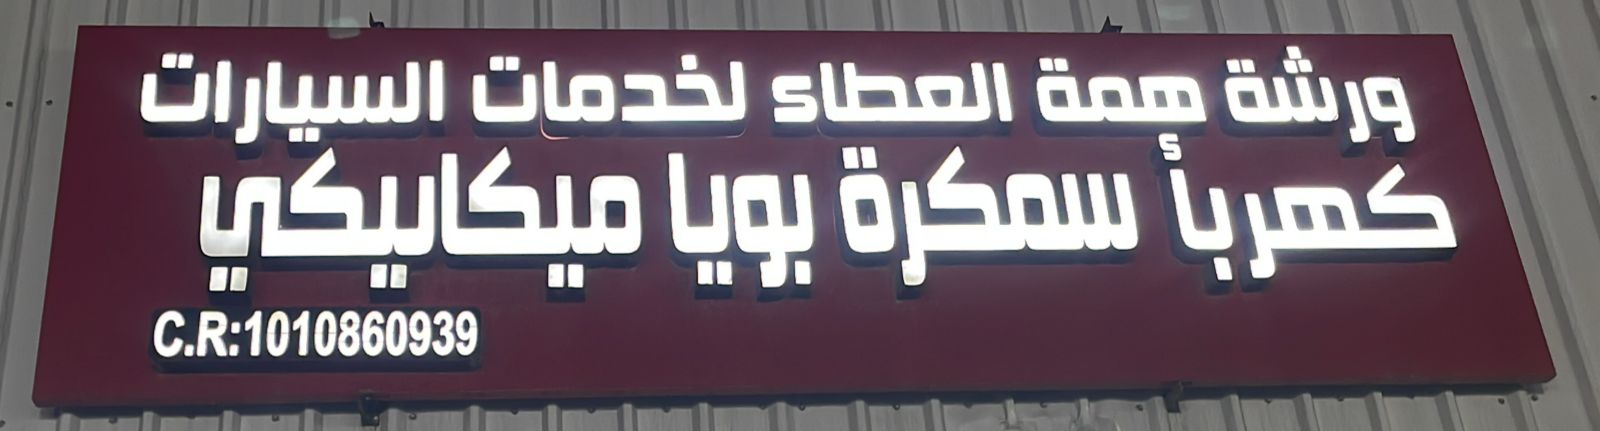 ورشة همة العطاء لخدمات السيارات
كهربأ سمكرة بويا ميكانيكي
C.R:1010860939